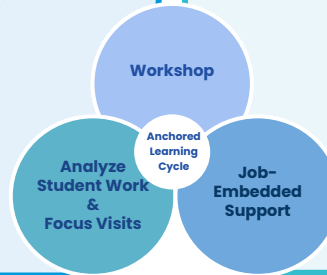 Workshop
Anchored
Learning
Cycle
Analyze
Student Work
&
Focus Visits
Job-
Embedded
Support